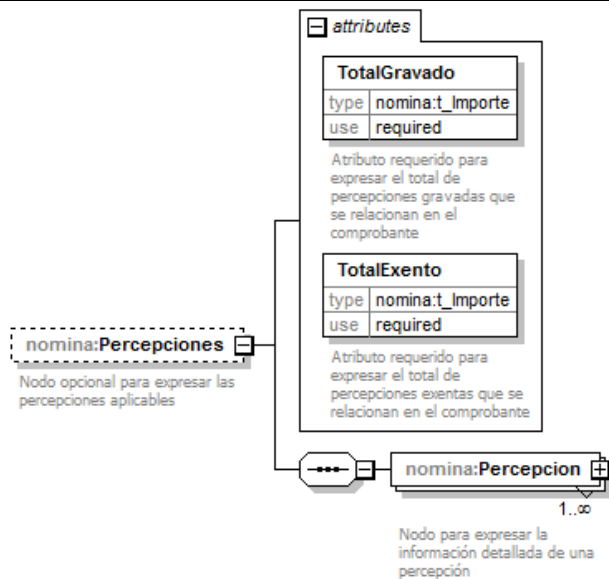 attributes
TotalGravado
type nomina:t_Importe
use required
Atributo requerido para
expresar el total de
percepciones gravadas que
se relacionan en el
comprobante
TotalExento
type nomina:t_Importe
use required
Atributo requerido para
expresar el total de
percepciones exentas que se
relacionan en el comprobante
nomina:Percepciones
Nodo opcional para expresar las
percepciones aplicables
nomina:Percepcion
1..∞
Nodo para expresar la
información detallada de una
percepción